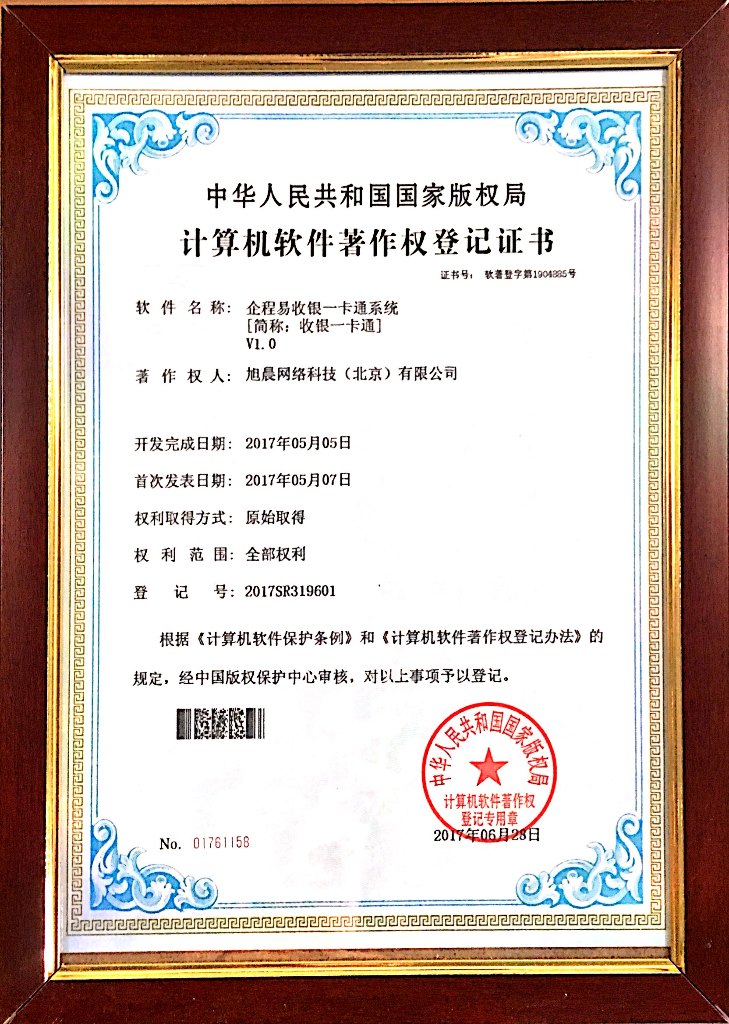 中华人民共和国国家版权局
计算机软件著作权登记证书
证书号： 软著登字第1904885号
软件名称： 企程易收银一卡通系统
[简称：收银一卡通]
V1.0
著作权人： 旭晨网络科技（北京）有限公司
开发完成日期： 2017年05月05日
首次发表日期： 2017年05月07日
权利取得方式： 原始取得
权利范围： 全部权利
登记号： 2017SR319601
根据《计算机软件保护条例》和《计算机软件著作权登记办法》的
规定，经中国版权保护中心审核，对以上事项予以登记。
中华人民共和国国家版权局
计算机软件著作权
登记专用章
2017年06月28日
No. 01761156